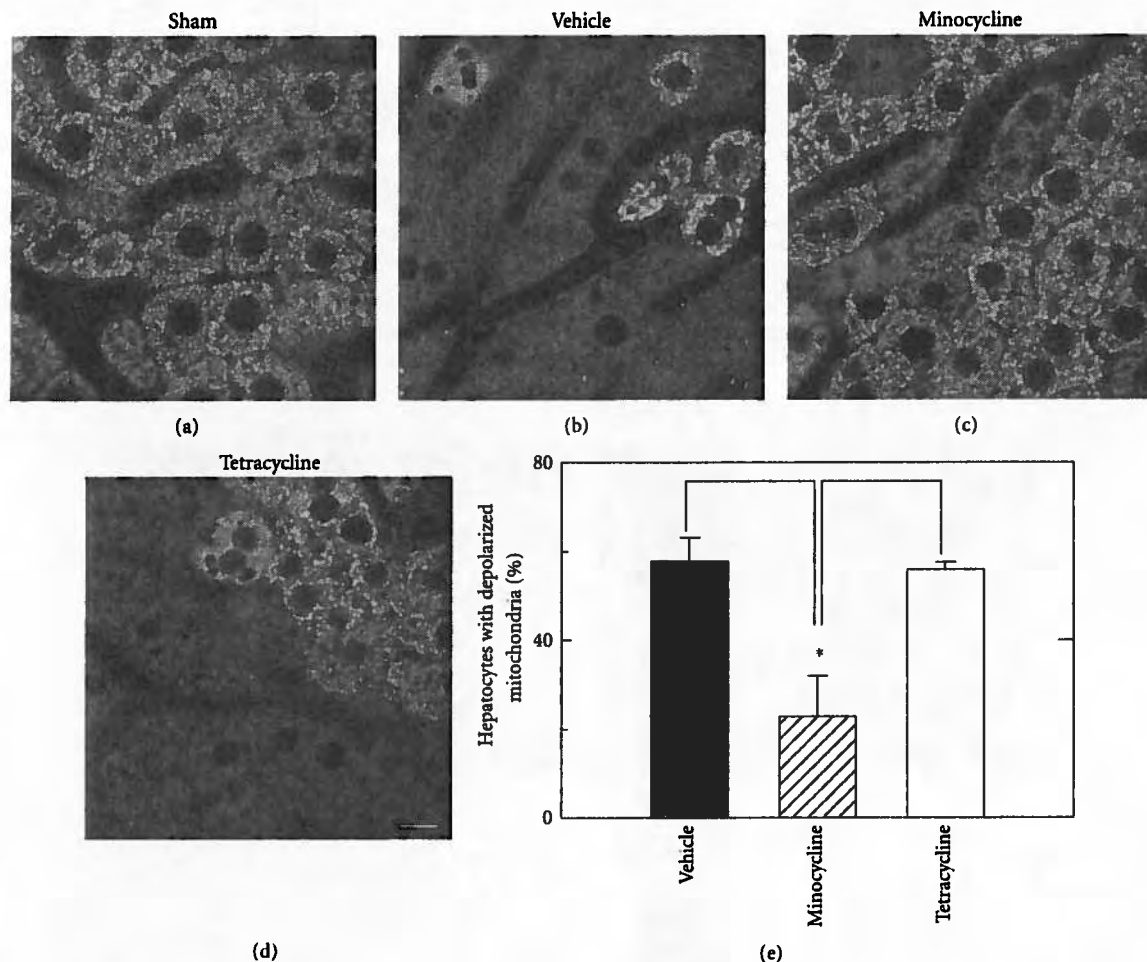 Sham
Vehicle
Minocycline
(a)
(b)
(c)
Tetracycline
80
40
0
Hepatocytes with depolarized
mitochondria (%)
*
Vehicle
Minocycline
Tetracycline
(d)
(e)